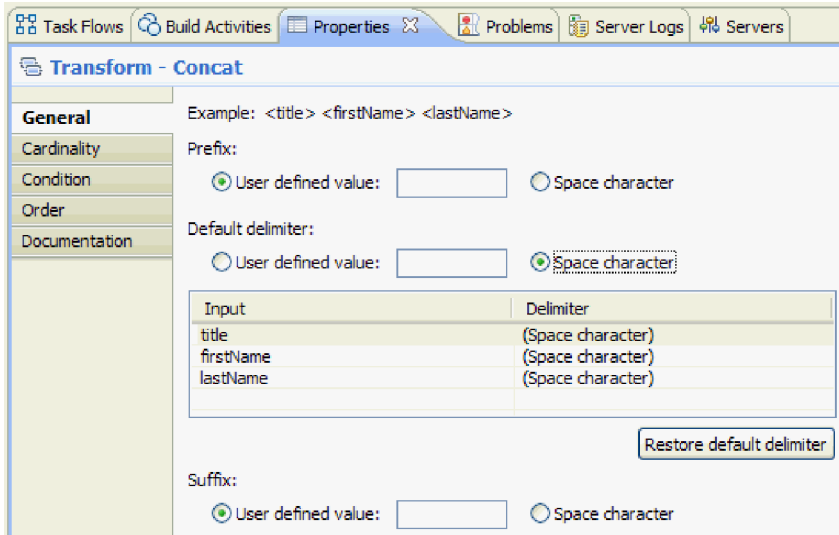 Task Flows Build Activities Properties Problems Server Logs Servers
Transform - Concat
General
Cardinality
Condition
Order
Documentation
Example: <title> <firstName> <lastName>
Prefix:
User defined value: Space character
Default delimiter:
User defined value: Space character
Input Delimiter
title (Space character)
firstName (Space character)
lastName (Space character)
Restore default delimiter
Suffix:
User defined value: Space character